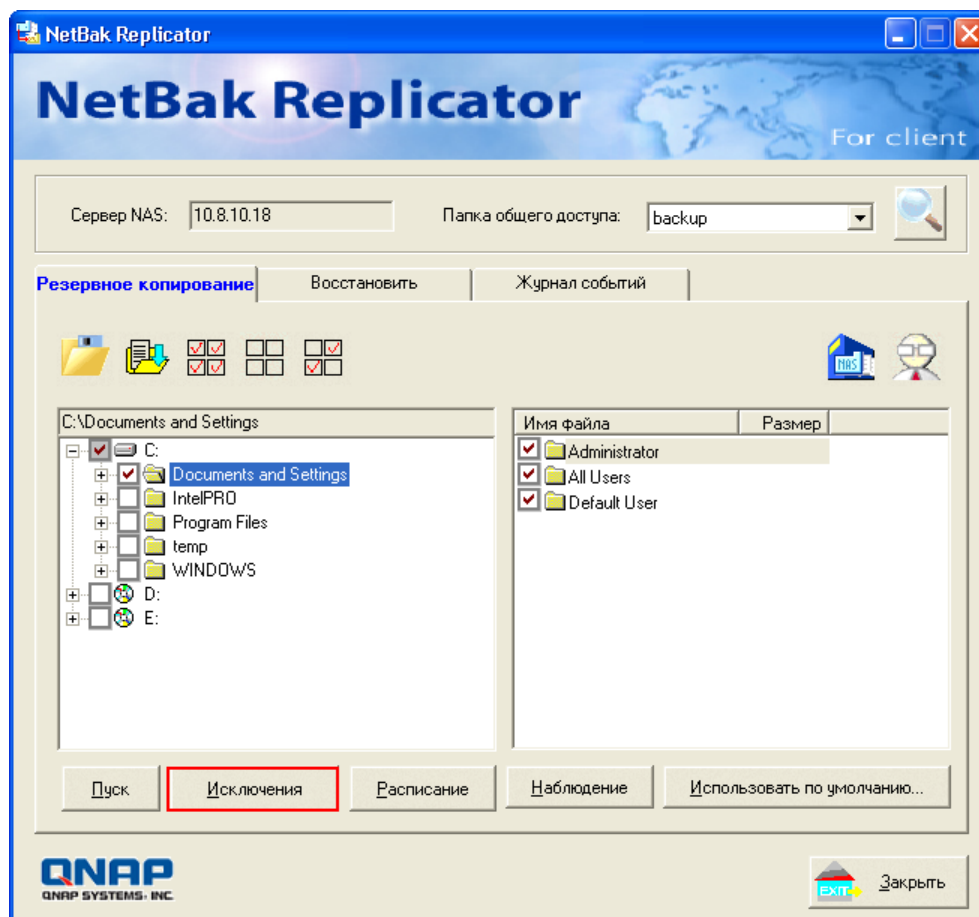 NetBak Replicator
NetBak Replicator
For client
Сервер NAS: 10.8.10.18 Папка общего доступа: backup
Резервное копирование Восстановить Журнал событий
NAS
C:\Documents and Settings
C:
Documents and Settings
IntelPRO
Program Files
temp
WINDOWS
D:
E:
Имя файла Размер
Administrator
All Users
Default User
Пуск Исключения Расписание Наблюдение Использовать по умолчанию...
QNAP
QNAP SYSTEMS, INC
EXIT Закрыть